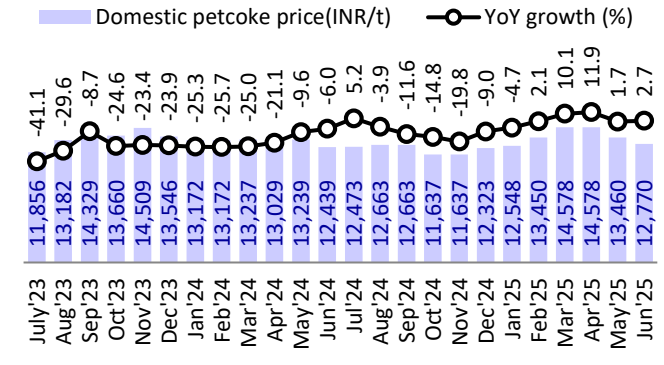 Domestic petcoke price(INR/t)
YoY growth (%)
-41.1
-29.6
-8.7
-24.6
-23.4
-23.9
-25.3
-25.7
-25.0
-21.1
-9.6
-6.0
5.2
-3.9
-11.6
-14.8
-19.8
-9.0
-4.7
2.1
10.1
11.9
1.7
2.7
11,856
13,182
14,329
13,660
14,509
13,546
13,172
13,172
13,237
13,029
13,239
12,439
12,473
12,663
12,663
11,637
11,637
12,323
12,548
13,450
14,578
14,578
13,460
12,770
July'23
Aug'23
Sep'23
Oct'23
Nov'23
Dec'23
Jan'24
Feb'24
Mar'24
Apr'24
May'24
Jun'24
Jul'24
Aug'24
Sep'24
Oct'24
Nov'24
Dec'24
Jan'25
Feb'25
Mar'25
Apr'25
May'25
Jun'25